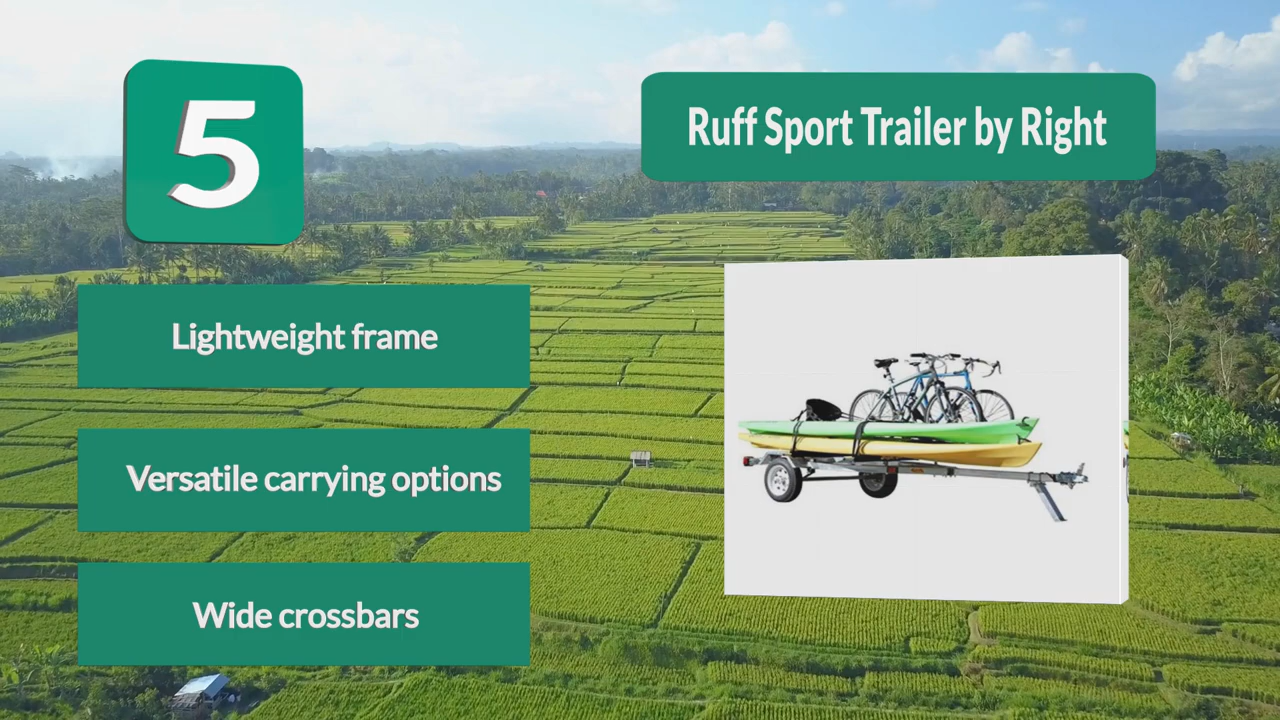 5
Ruff Sport Trailer by Right
Lightweight frame
Versatile carrying options
Wide crossbars